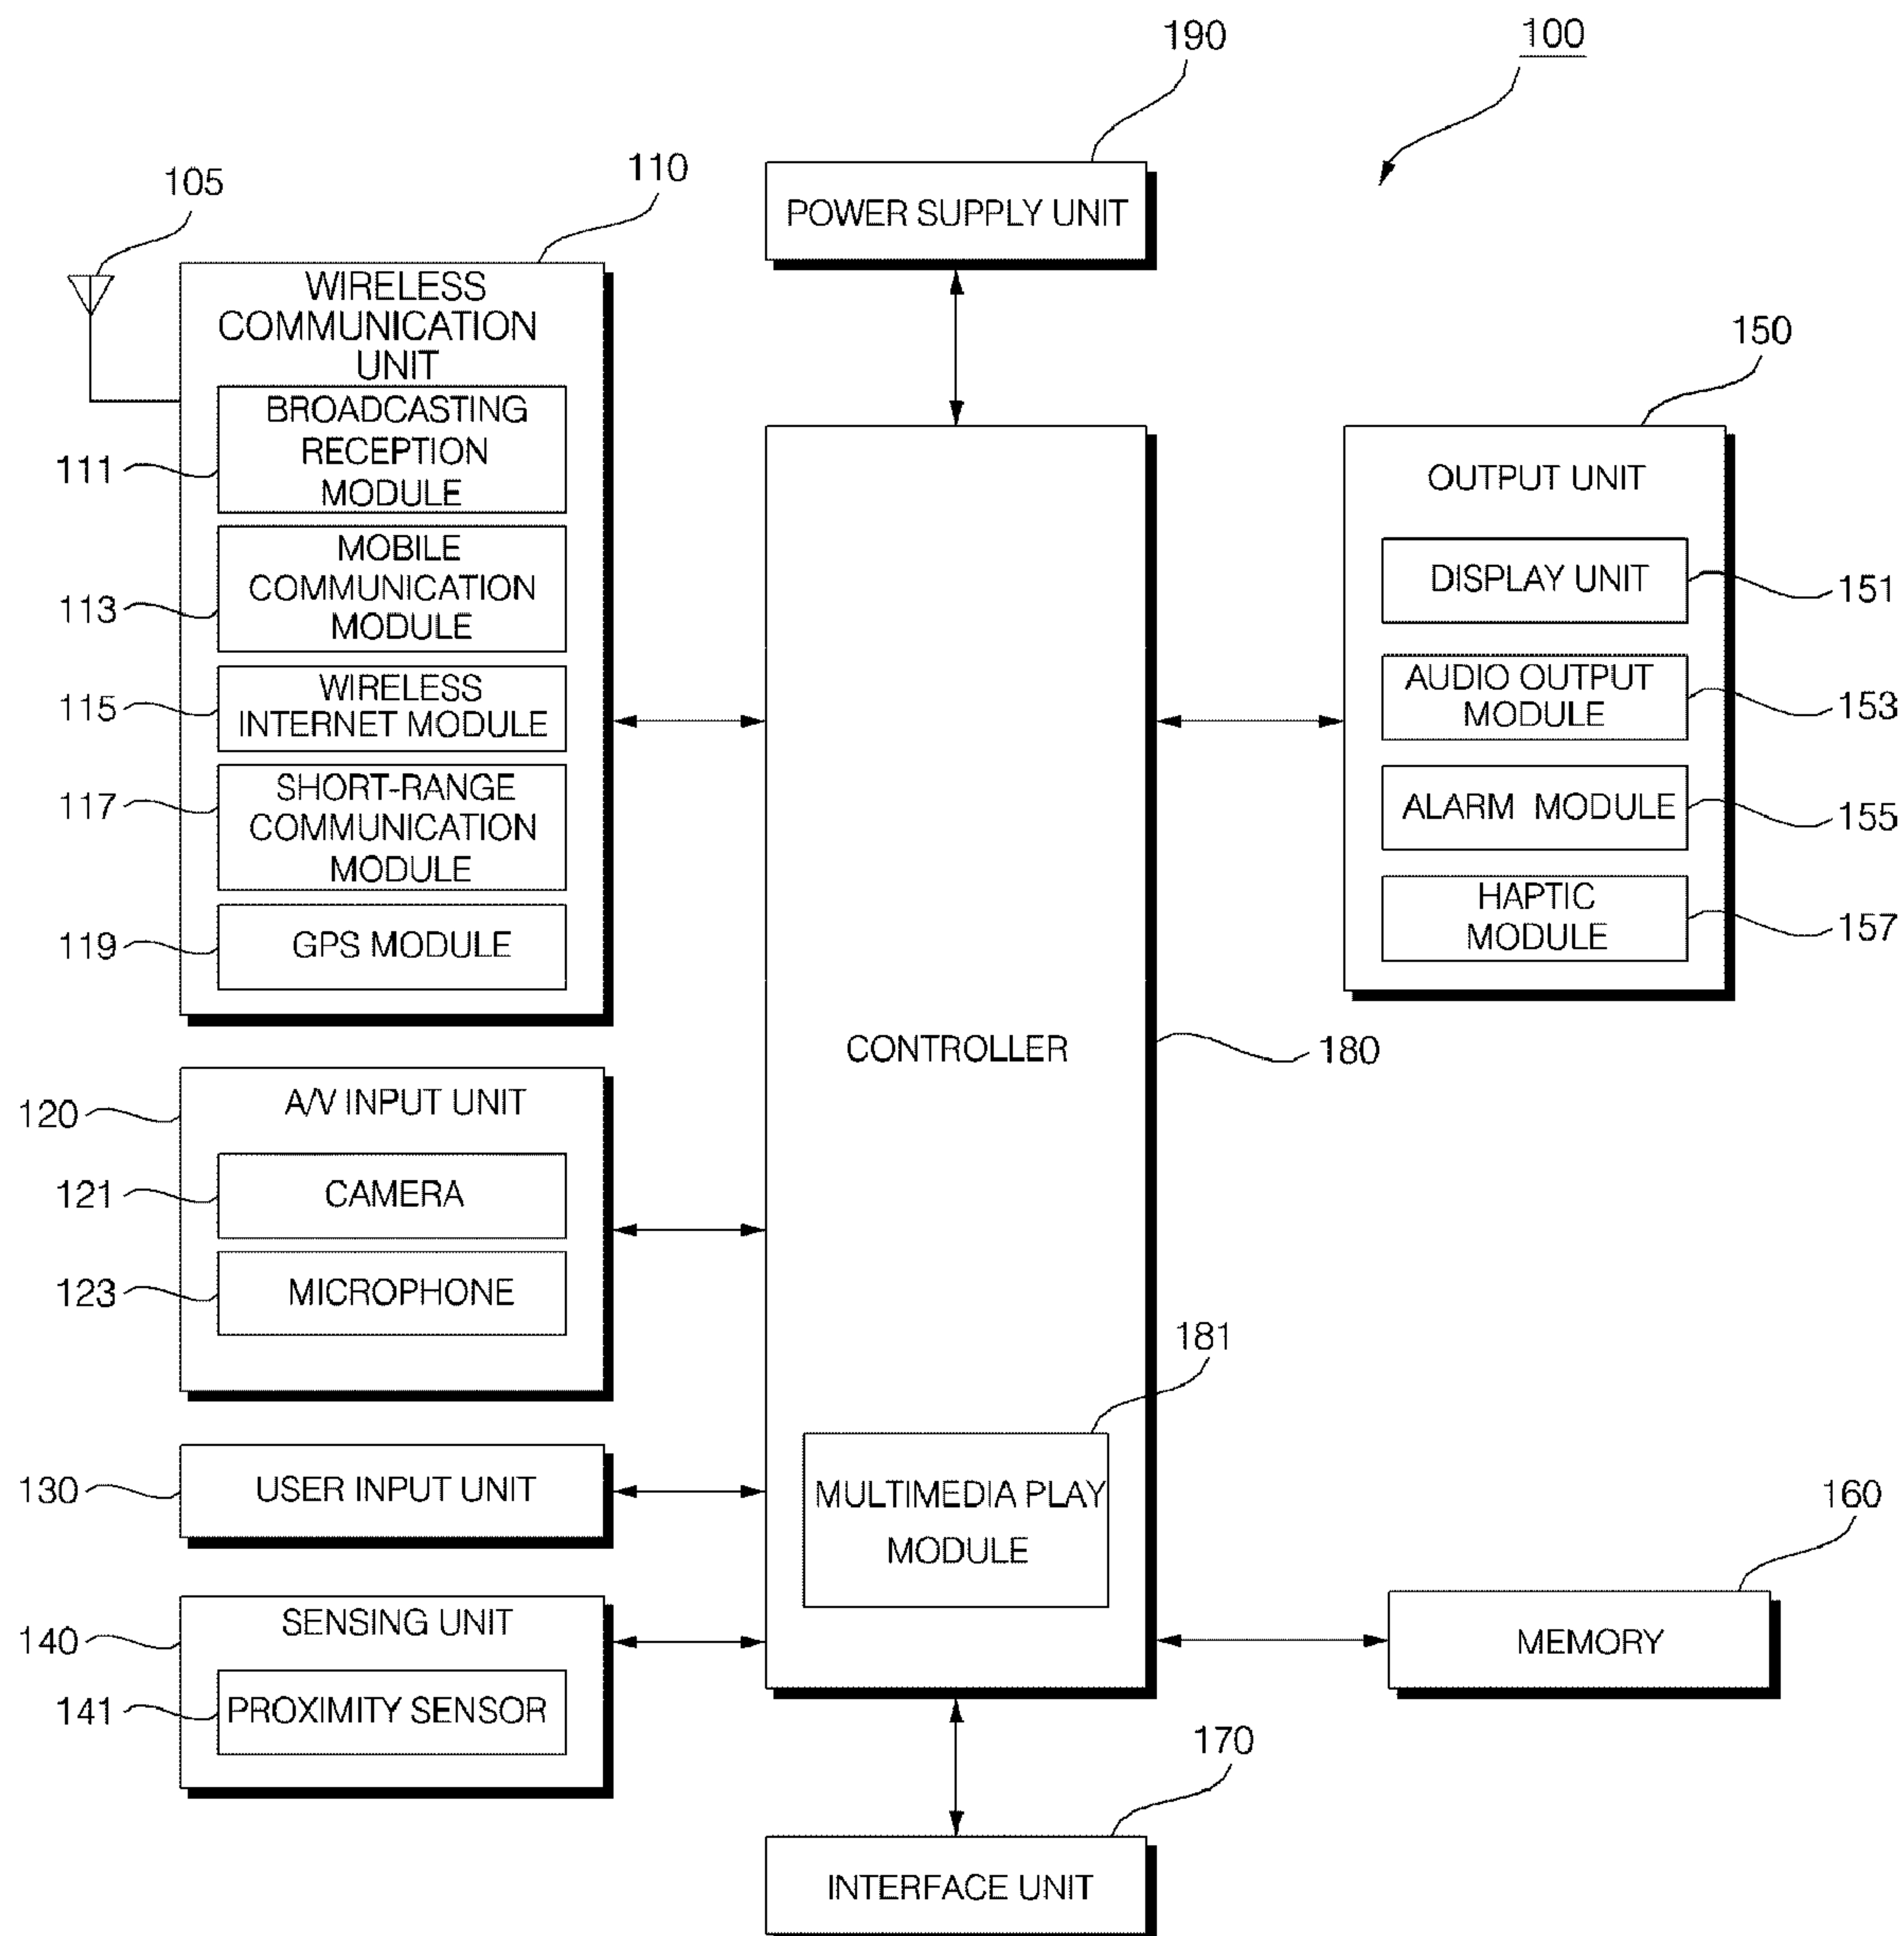 190
100
POWER SUPPLY UNIT
105
110
WIRELESS
COMMUNICATION
UNIT
BROADCASTING
RECEPTION
MODULE
111
MOBILE
COMMUNICATION
MODULE
113
WIRELESS
INTERNET MODULE
115
SHORT-RANGE
COMMUNICATION
MODULE
117
GPS MODULE
119
150
OUTPUT UNIT
DISPLAY UNIT
151
AUDIO OUTPUT
MODULE
153
ALARM MODULE
155
HAPTIC
MODULE
157
CONTROLLER
180
A/V INPUT UNIT
120
CAMERA
121
MICROPHONE
123
181
MULTIMEDIA PLAY
MODULE
USER INPUT UNIT
130
160
MEMORY
SENSING UNIT
140
PROXIMITY SENSOR
141
170
INTERFACE UNIT